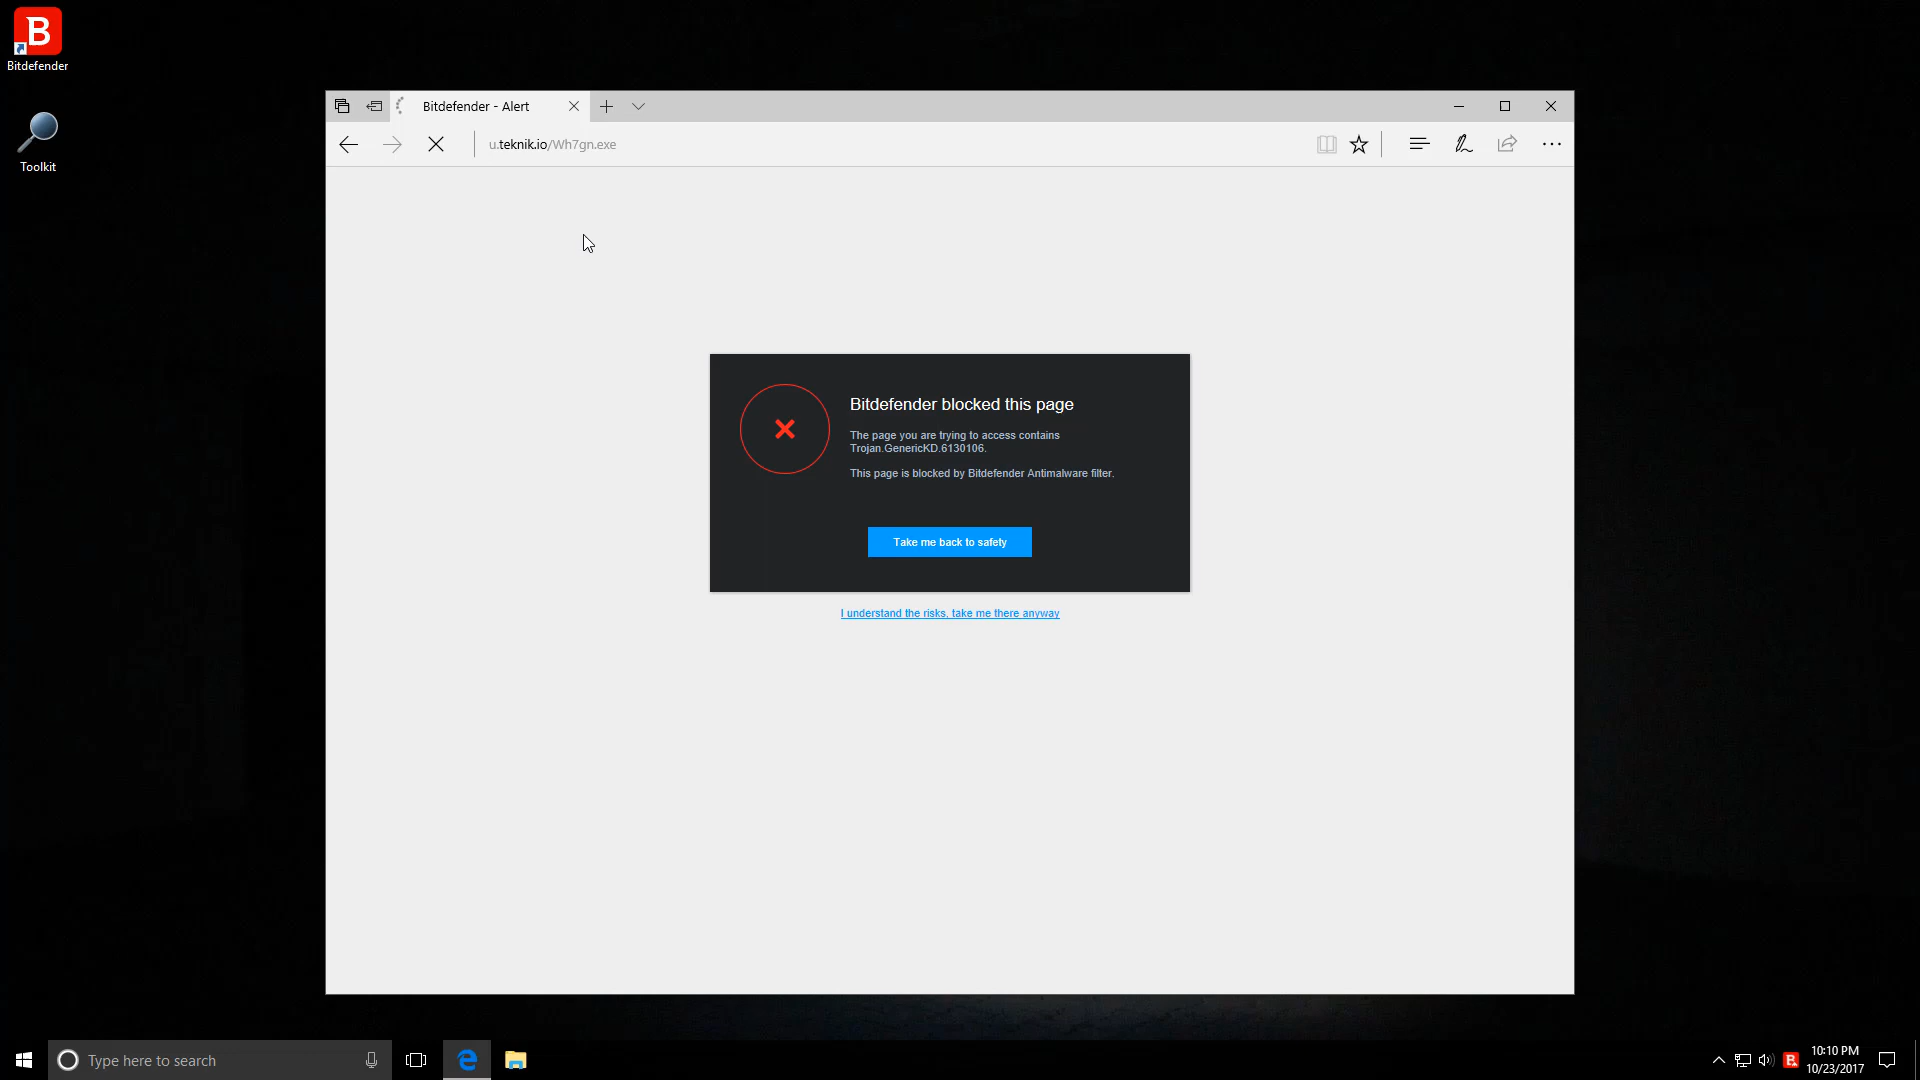 Bitdefender
Toolkit
Bitdefender - Alert
u.teknik.io/Wh7gn.exe
Bitdefender blocked this page
The page you are trying to access contains
Trojan.GenericKD.6130106.
This page is blocked by Bitdefender Antimalware filter.
Take me back to safety
I understand the risks, take me there anyway
Type here to search
10:10 PM
10/23/2017